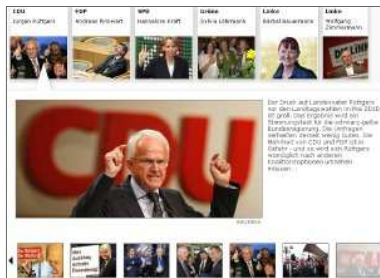 CDU
Jürgen Rüttgers
FDP
Andreas Pinkwart
SPD
Hannelore Kraft
Grüne
Sylvia Löhrmann
Linke
Bärbel Beuermann
Linke
Wolfgang
Zimmermann
CDU
Der Druck auf Landesvater Rüttgers
vor den Landtagswahlen im Mai 2010
ist groß: Das Ergebnis wird ein
Stimmungstest für die schwarz-gelbe
Bundesregierung. Die Umfragen
verheißen derzeit wenig Gutes. Die
Mehrheit von CDU und FDP ist in
Gefahr - und so wird sich Rüttgers
womöglich nach anderen
Koalitionsoptionen umsehen
müssen.